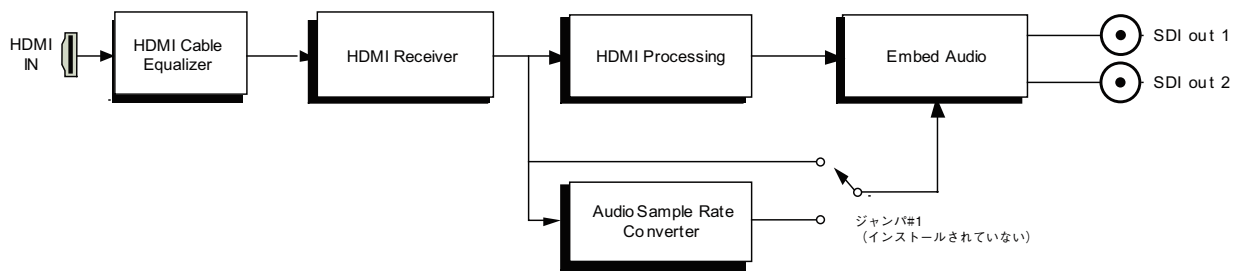 HDMI
IN
HDMI Cable
Equalizer
HDMI Receiver
HDMI Processing
Embed Audio
SDI out 1
SDI out 2
Audio Sample Rate
Converter
ジャンパ#1
（インストールされていない）